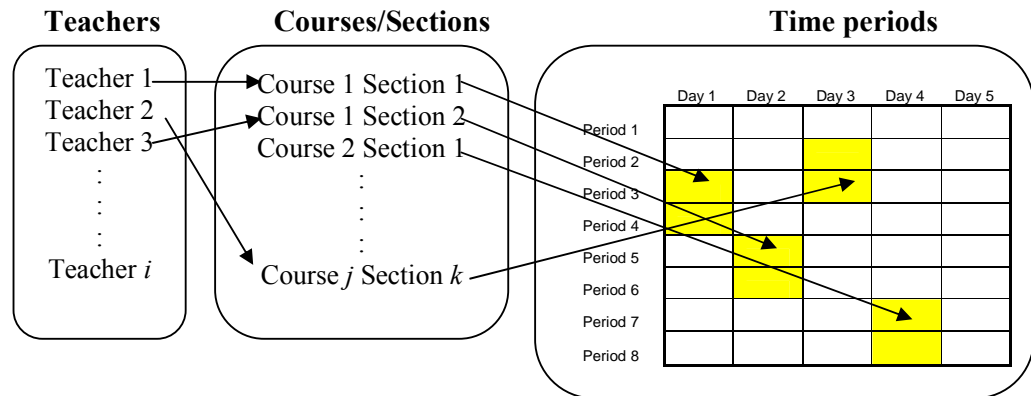 Teachers
Courses/Sections
Time periods
Teacher 1
Teacher 2
Teacher 3
Teacher i
Course 1 Section 1
Course 1 Section 2
Course 2 Section 1
Course j Section k
Day 1 Day 2 Day 3 Day 4 Day 5
Period 1
Period 2
Period 3
Period 4
Period 5
Period 6
Period 7
Period 8